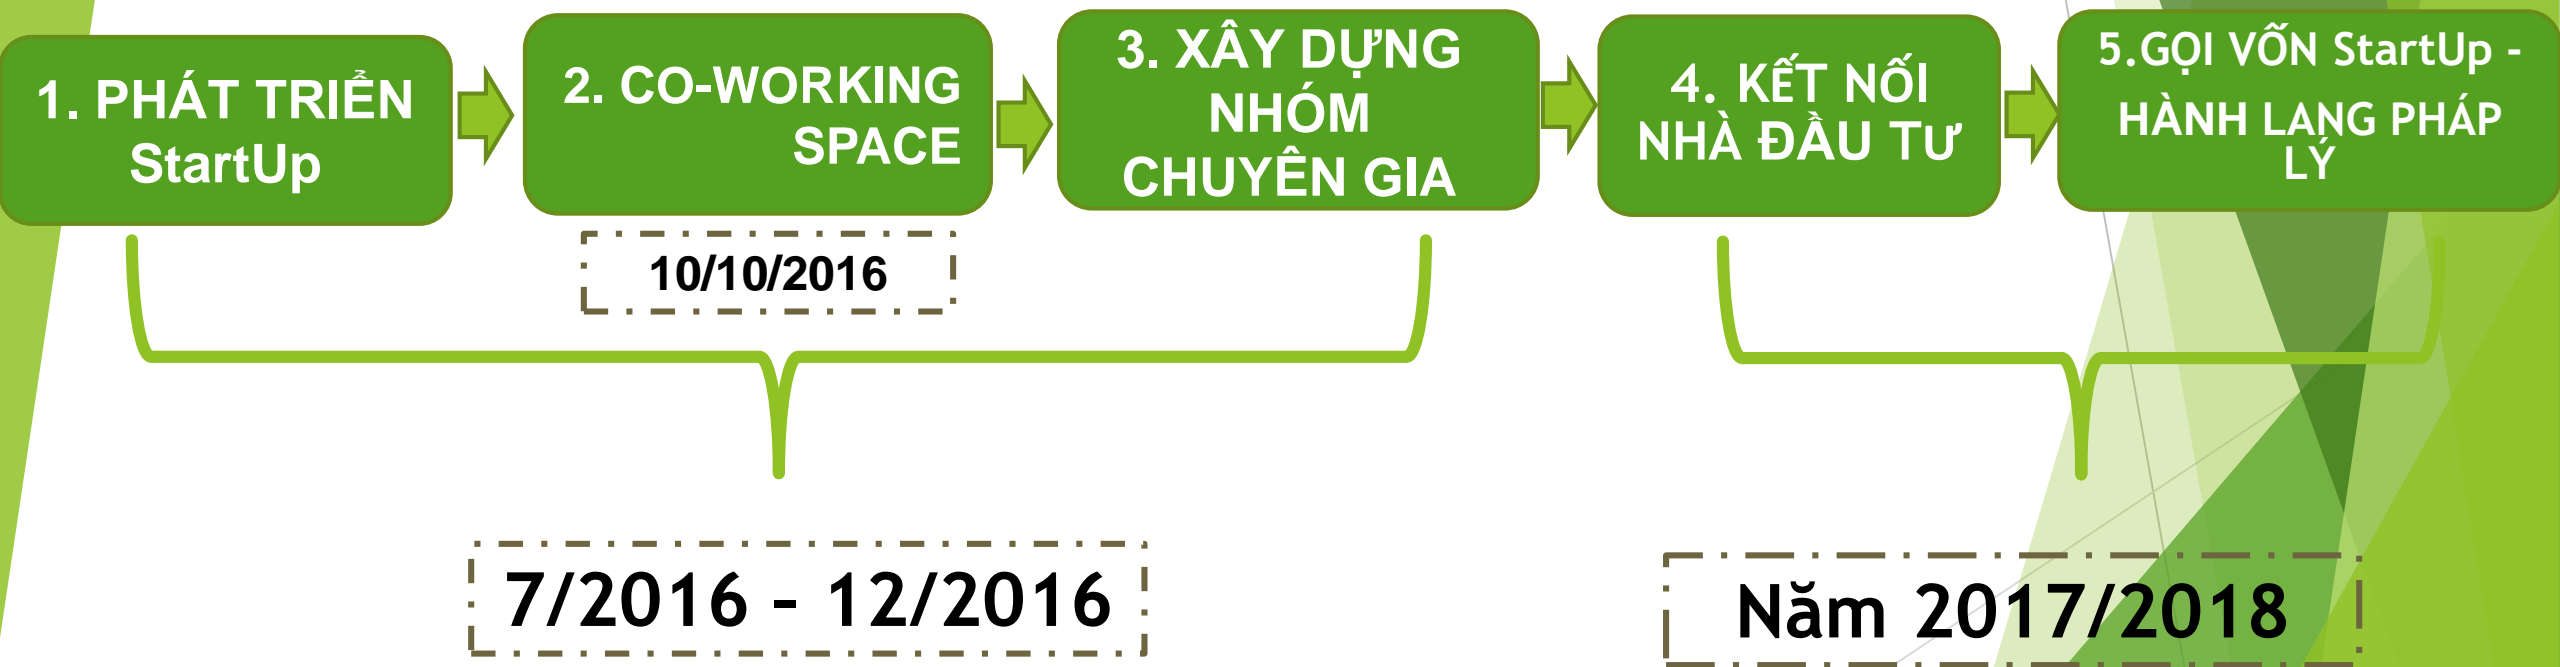 1. PHÁT TRIỂN
StartUp
2. CO-WORKING
SPACE
3. XÂY DỰNG
NHÓM
CHUYÊN GIA
4. KẾT NỐI
NHÀ ĐẦU TƯ
5.GỌI VỐN StartUp -
HÀNH LANG PHÁP
LÝ
10/10/2016
7/2016 - 12/2016
Năm 2017/2018